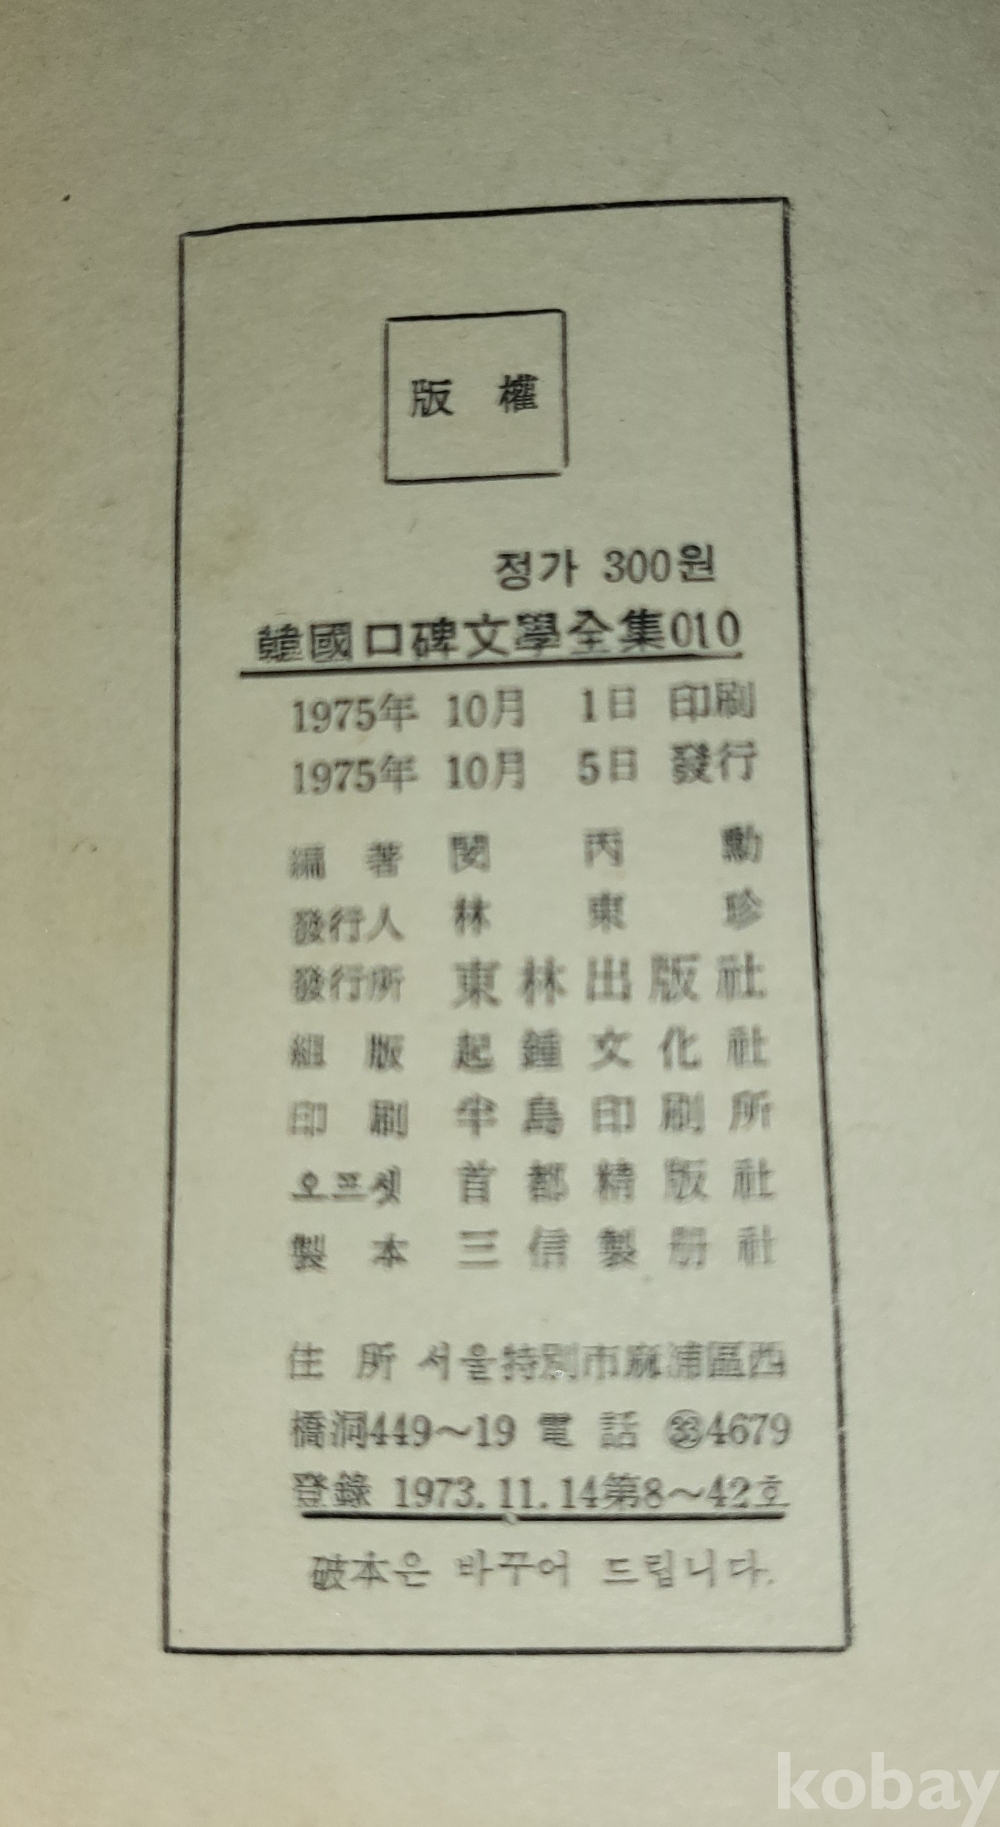 版 權
정가 300원
韓國口碑文學全集010
1975年 10月 1日 印刷
1975年 10月 5日 發行
編 著 閔 丙 勳
發行人 林 東 珍
發行所 東林出版社
組 版 起鍾文化社
印 刷 半島印刷所
오프셋 首都精版社
製 本 三信製册社
住 所 서울特別市麻浦區西
橋洞449~19 電 話 ㉝4679
登錄 1973.11.14第8~42호
破本은 바꾸어 드립니다.
kobay